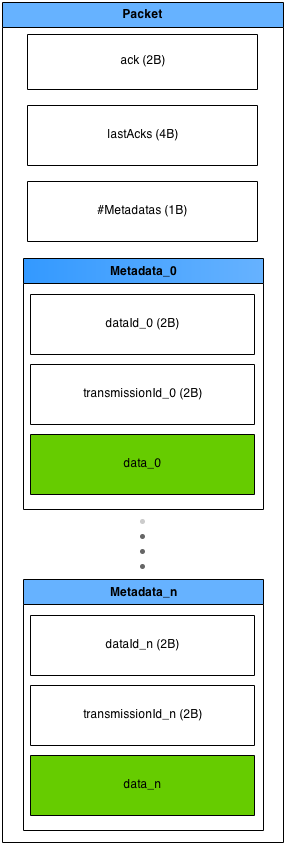 Packet
ack (2B)
lastAcks (4B)
#Metadatas (1B)
Metadata_0
dataId_0 (2B)
transmissionId_0 (2B)
data_0
Metadata_n
dataId_n (2B)
transmissionId_n (2B)
data_n